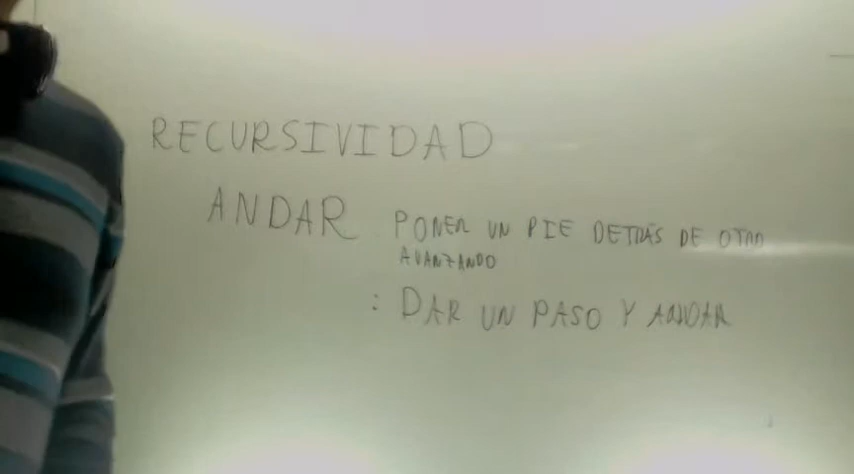 RECURSIVIDAD
ANDAR PONER UN PIE DETRÁS DE OTRO
AVANZANDO
: DAR UN PASO Y ANDAR